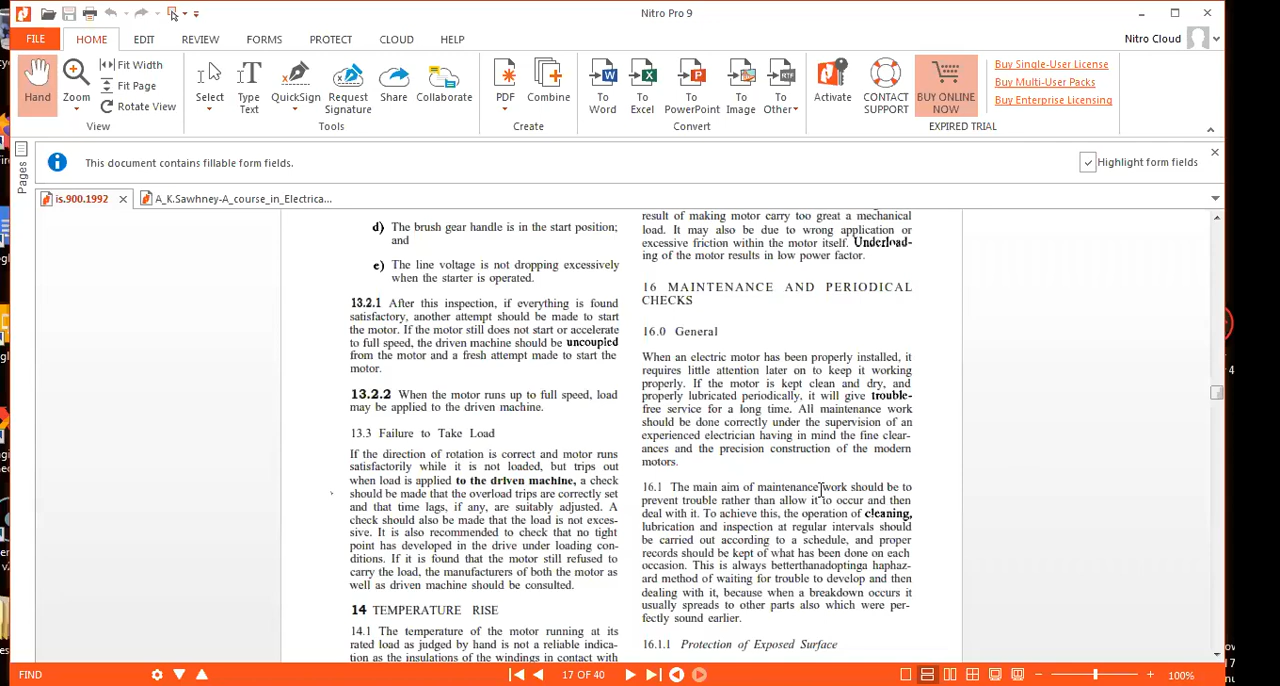 Nitro Pro 9
FILE HOME EDIT REVIEW FORMS PROTECT CLOUD HELP
Nitro Cloud
Hand
Zoom
Fit Width
Fit Page
Rotate View
View
Select
Type Text
QuickSign
Request Signature
Share
Collaborate
Tools
PDF
Combine
Create
To Word
To Excel
To PowerPoint
To Image
To Other
Convert
Activate
CONTACT SUPPORT
BUY ONLINE NOW
Buy Single-User License
Buy Multi-User Packs
Buy Enterprise Licensing
EXPIRED TRIAL
Pages
This document contains fillable form fields.
Highlight form fields
is.900.1992
A_K.Sawhney-A_course_in_Electrica...
d) The brush gear handle is in the start position;
and
e) The line voltage is not dropping excessively
when the starter is operated.
13.2.1 After this inspection, if everything is found
satisfactory, another attempt should be made to start
the motor. If the motor still does not start or accelerate
to full speed, the driven machine should be uncoupled
from the motor and a fresh attempt made to start the
motor.
13.2.2 When the motor runs up to full speed, load
may be applied to the driven machine.
13.3 Failure to Take Load
If the direction of rotation is correct and motor runs
satisfactorily while it is not loaded, but trips out
when load is applied to the driven machine, a check
should be made that the overload trips are correctly set
and that time lags, if any, are suitably adjusted. A
check should also be made that the load is not exces-
sive. It is also recommended to check that no tight
point has developed in the drive under loading con-
ditions. If it is found that the motor still refused to
carry the load, the manufacturers of both the motor as
well as driven machine should be consulted.
14 TEMPERATURE RISE
14.1 The temperature of the motor running at its
rated load as judged by hand is not a reliable indica-
tion as the insulations of the windings in contact with
result of making motor carry too great a mechanical
load. It may also be due to wrong application or
excessive friction within the motor itself. Underload-
ing of the motor results in low power factor.
16 MAINTENANCE AND PERIODICAL
CHECKS
16.0 General
When an electric motor has been properly installed, it
requires little attention later on to keep it working
properly. If the motor is kept clean and dry, and
properly lubricated periodically, it will give trouble-
free service for a long time. All maintenance work
should be done correctly under the supervision of an
experienced electrician having in mind the fine clear-
ances and the precision construction of the modern
motors.
16.1 The main aim of maintenance work should be to
prevent trouble rather than allow it to occur and then
deal with it. To achieve this, the operation of cleaning,
lubrication and inspection at regular intervals should
be carried out according to a schedule, and proper
records should be kept of what has been done on each
occasion. This is always betterthanadoptinga haphaz-
ard method of waiting for trouble to develop and then
dealing with it, because when a breakdown occurs it
usually spreads to other parts also which were per-
fectly sound earlier.
16.1.1 Protection of Exposed Surface
FIND
17 OF 40
100%